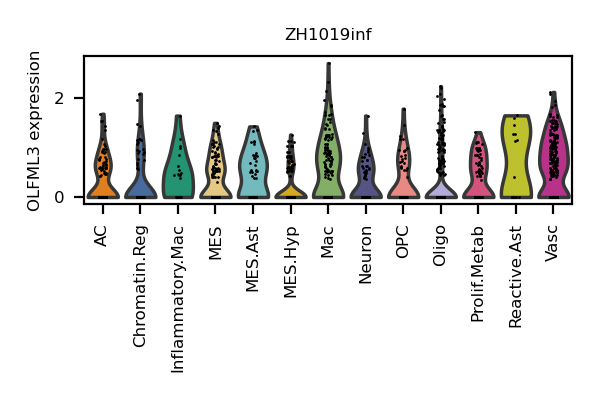 ZH1019inf
OLFML3 expression
2
0
AC
Chromatin.Reg
Inflammatory.Mac
MES
MES.Ast
MES.Hyp
Mac
Neuron
OPC
Oligo
Prolif.Metab
Reactive.Ast
Vasc